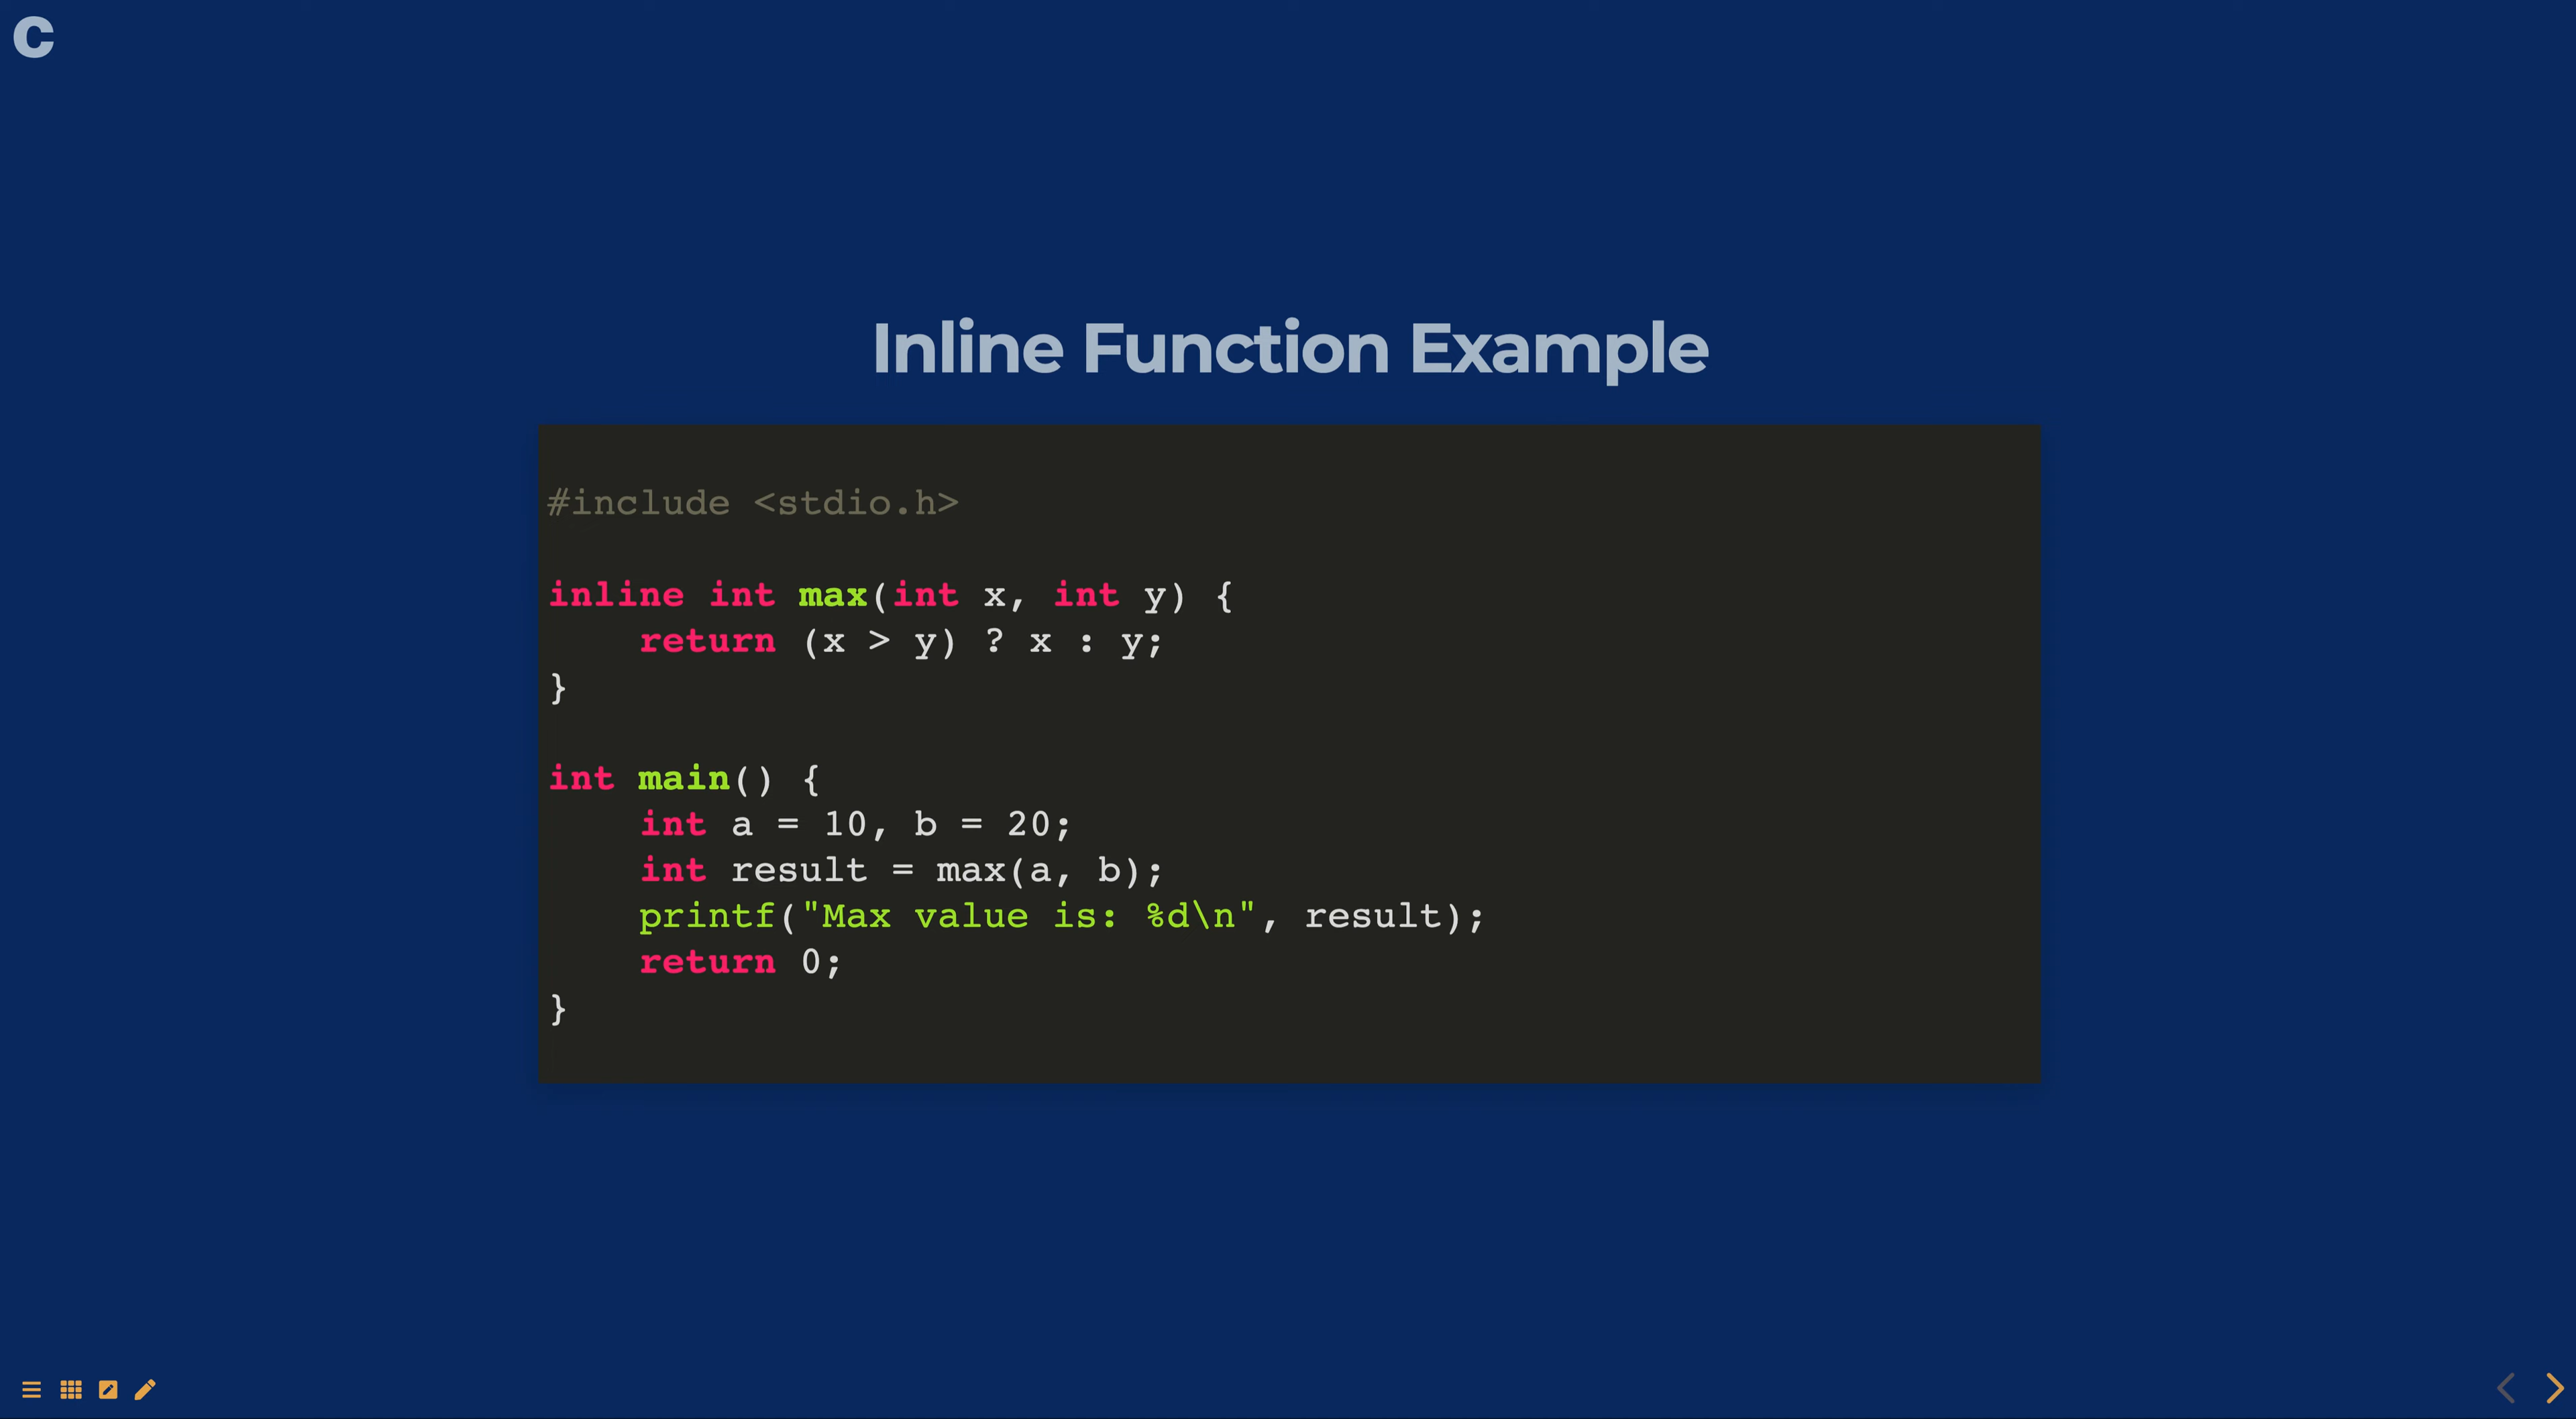 C
Inline Function Example
#include <stdio.h>
inline int max(int x, int y) {
    return (x > y) ? x : y;
}
int main() {
    int a = 10, b = 20;
    int result = max(a, b);
    printf("Max value is: %d\n", result);
    return 0;
}